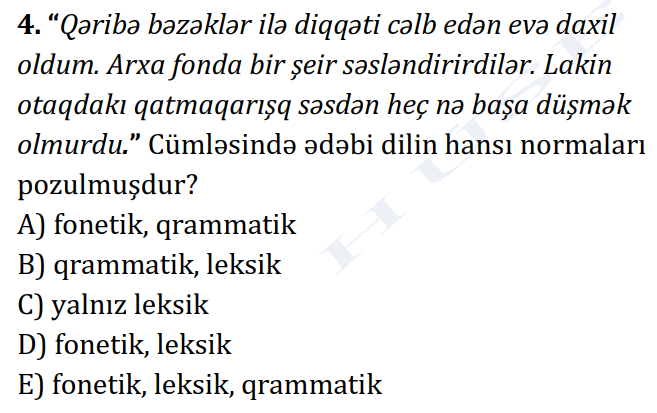 4. “Qəribə bəzəklər ilə diqqəti cəlb edən evə daxil
oldum. Arxa fonda bir şeir səsləndirirdilər. Lakin
otaqdakı qatmaqarışq səsdən heç nə başa düşmək
olmurdu.” Cümləsində ədəbi dilin hansı normaları
pozulmuşdur?
A) fonetik, qrammatik
B) qrammatik, leksik
C) yalnız leksik
D) fonetik, leksik
E) fonetik, leksik, qrammatik